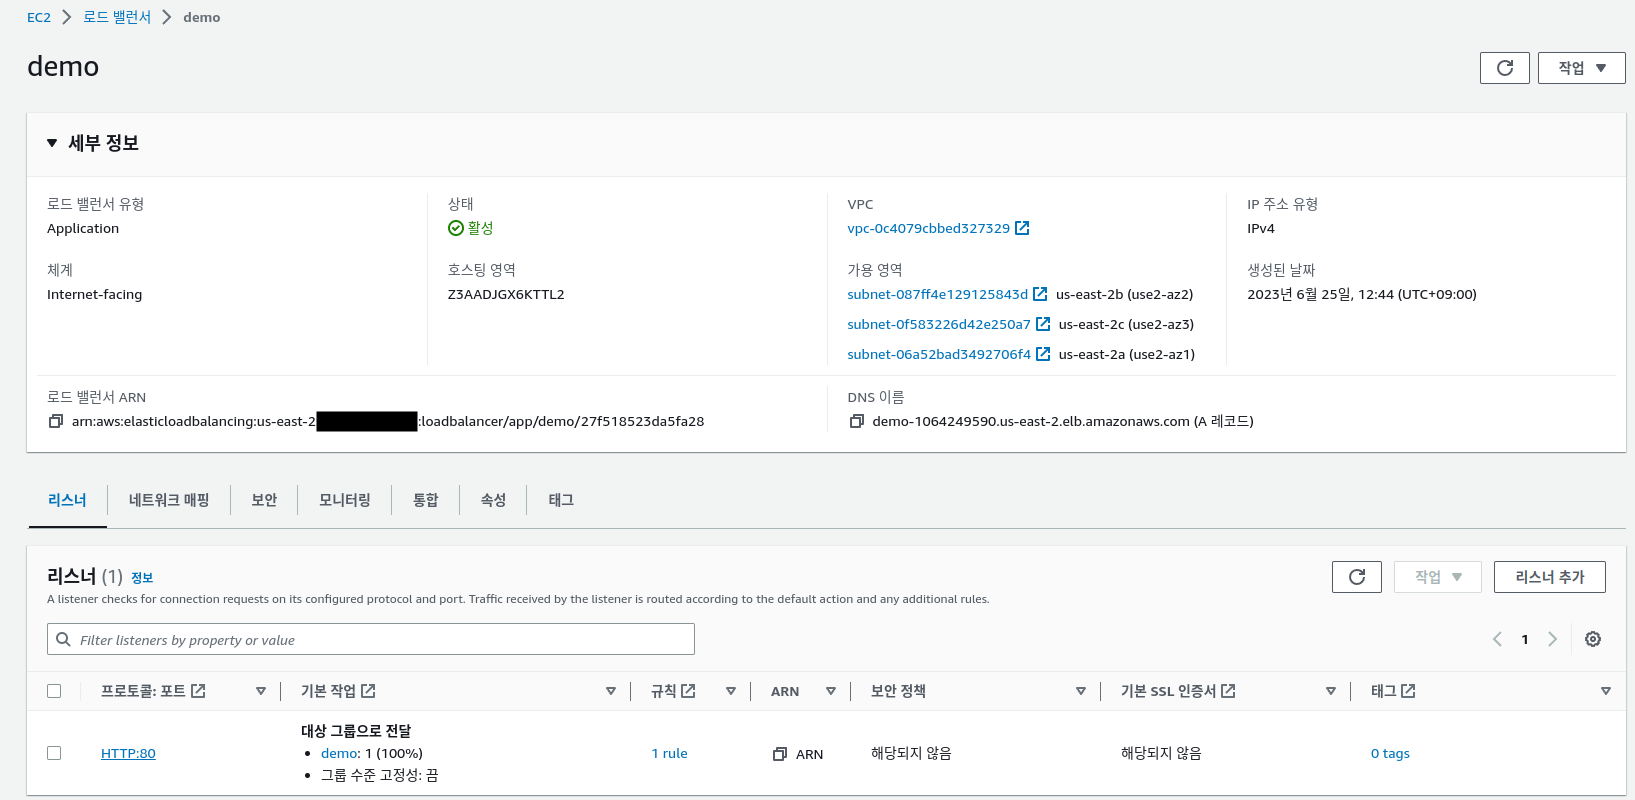 EC2 > 로드 밸런서 > demo
demo
작업
세부 정보
로드 밸런서 유형
Application
상태
활성
VPC
vpc-0c4079cbbed327329
IP 주소 유형
IPv4
체계
Internet-facing
호스팅 영역
Z3AADJGX6KTTL2
가용 영역
subnet-087ff4e129125843d us-east-2b (use2-az2)
subnet-0f583226d42e250a7 us-east-2c (use2-az3)
subnet-06a52bad3492706f4 us-east-2a (use2-az1)
생성된 날짜
2023년 6월 25일, 12:44 (UTC+09:00)
로드 밸런서 ARN
arn:aws:elasticloadbalancing:us-east-2 :loadbalancer/app/demo/27f518523da5fa28
DNS 이름
demo-1064249590.us-east-2.elb.amazonaws.com (A 레코드)
리스너 네트워크 매핑 보안 모니터링 통합 속성 태그
리스너 (1) 정보
작업 리스너 추가
A listener checks for connection requests on its configured protocol and port. Traffic received by the listener is routed according to the default action and any additional rules.
Filter listeners by property or value
1
프로토콜: 포트 기본 작업 규칙 ARN 보안 정책 기본 SSL 인증서 태그
HTTP:80
대상 그룹으로 전달
• demo: 1 (100%)
• 그룹 수준 고정성: 끔
1 rule
ARN
해당되지 않음
해당되지 않음
0 tags